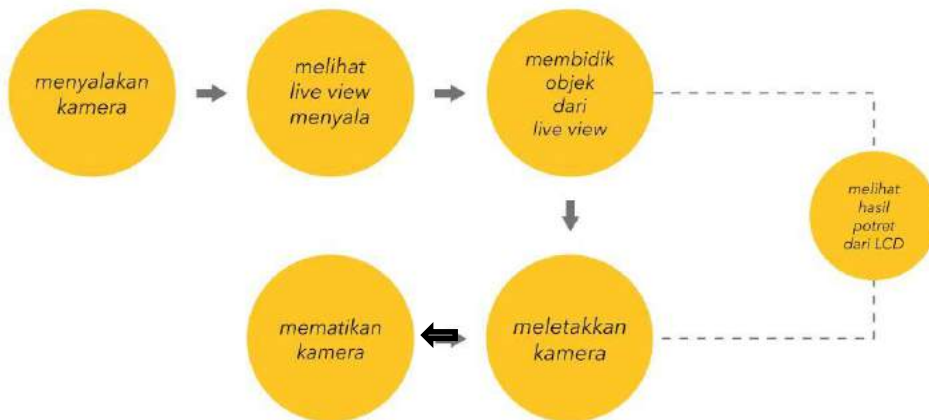 menyalakan
kamera
melihat
live view
menyala
membidik
objek
dari
live view
melihat
hasil
potret
dari LCD
mematikan
kamera
meletakkan
kamera